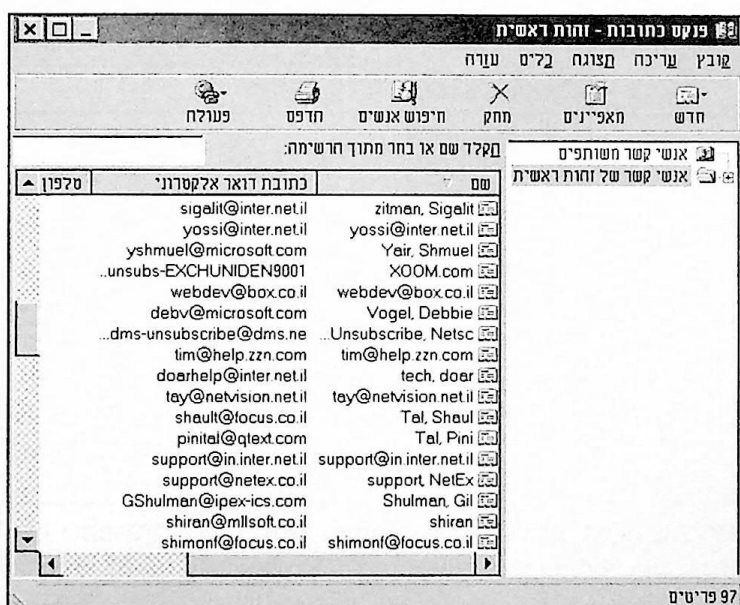 פנקס כתובות - זהות ראשית
קובץ עריכה תצוגה כלים עזרה
חדש מאפיינים מחק חיפוש אנשים הדפס פעולה
הקלד שם או בחר מתוך הרשימה:
אנשי קשר משותפים
אנשי קשר של זהות ראשית
שם כתובת דואר אלקטרוני טלפון
zitman, Sigalit sigalit@inter.net.il
yossi@inter.net.il yossi@inter.net.il
Yair, Shmuel yshmuel@microsoft.com
XOOM.com unsubs-EXCHUNIDEN9001...
webdev@box.co.il webdev@box.co.il
Vogel, Debbie debv@microsoft.com
Unsubscribe, Netsc... dms-unsubscribe@dms.ne...
tim@help.zzn.com tim@help.zzn.com
tech, doar doarhelp@inter.net.il
tay@netvision.net.il tay@netvision.net.il
Tal, Shaul shault@focus.co.il
Tal, Pini pinital@qtext.com
support@in.inter.net.il support@in.inter.net.il
support, NetEx support@netex.co.il
Shulman, Gil GShulman@ipex-ics.com
shiran shiran@mllsoft.co.il
shimonf@focus.co.il shimonf@focus.co.il
97 פריטים